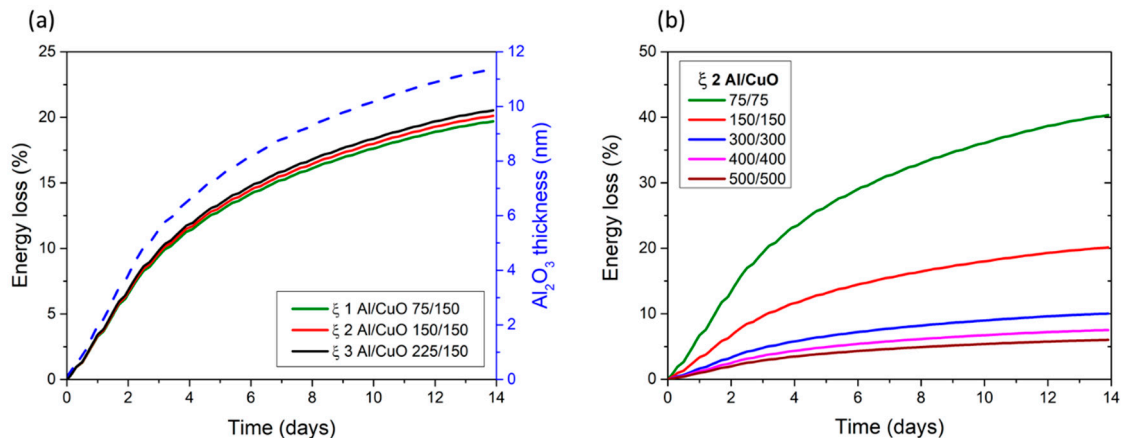 (a)
25
20
15
10
5
0
Energy loss (%)
12
10
8
6
4
2
0
Al₂O₃ thickness (nm)
ξ 1 Al/CuO 75/150
ξ 2 Al/CuO 150/150
ξ 3 Al/CuO 225/150
0 2 4 6 8 10 12 14
Time (days)
(b)
50
40
30
20
10
0
Energy loss (%)
ξ 2 Al/CuO
75/75
150/150
300/300
400/400
500/500
0 2 4 6 8 10 12 14
Time (days)